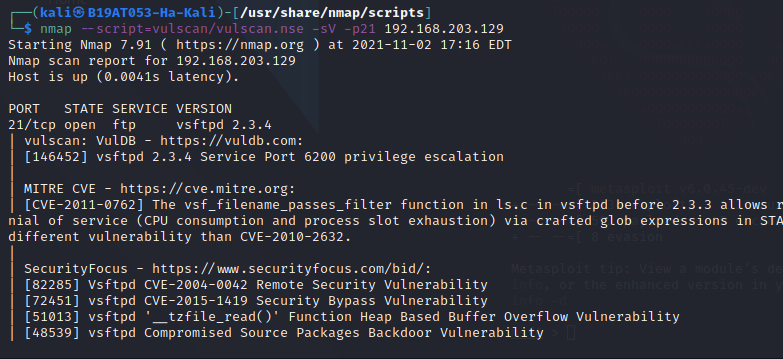 ┌──(kali㉿B19AT053-Ha-Kali)-[/usr/share/nmap/scripts]
└─$ nmap --script=vulscan/vulscan.nse -sV -p21 192.168.203.129
Starting Nmap 7.91 ( https://nmap.org ) at 2021-11-02 17:16 EDT
Nmap scan report for 192.168.203.129
Host is up (0.0041s latency).

PORT   STATE SERVICE VERSION
21/tcp open  ftp     vsftpd 2.3.4
| vulscan: VulDB - https://vuldb.com:
| [146452] vsftpd 2.3.4 Service Port 6200 privilege escalation
|
| MITRE CVE - https://cve.mitre.org:
| [CVE-2011-0762] The vsf_filename_passes_filter function in ls.c in vsftpd before 2.3.3 allows r
nial of service (CPU consumption and process slot exhaustion) via crafted glob expressions in STA
different vulnerability than CVE-2010-2632.
|
| SecurityFocus - https://www.securityfocus.com/bid/:
| [82285] Vsftpd CVE-2004-0042 Remote Security Vulnerability
| [72451] vsftpd CVE-2015-1419 Security Bypass Vulnerability
| [51013] vsftpd '__tzfile_read()' Function Heap Based Buffer Overflow Vulnerability
| [48539] vsftpd Compromised Source Packages Backdoor Vulnerability